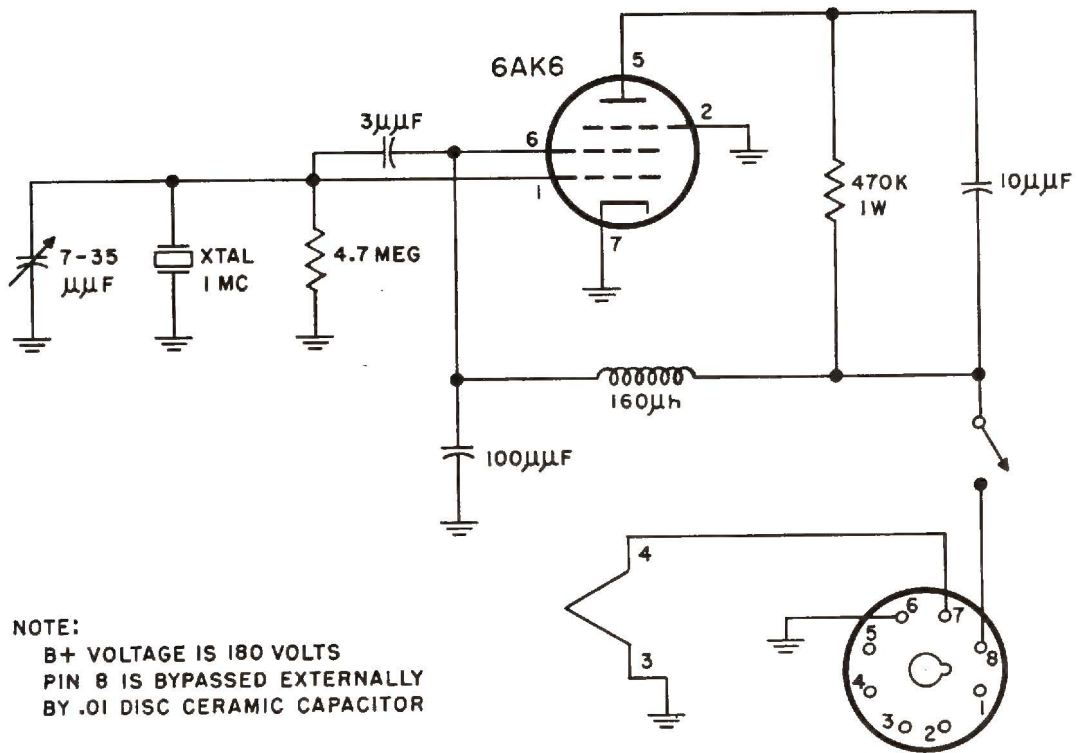 6AK6
5
2
3μμF
6
1
7
470K
1W
10μμF
7-35
μμF
XTAL
1 MC
4.7 MEG
160μh
100μμF
4
3
6
7
5
8
4
1
3
2
NOTE:
B+ VOLTAGE IS 180 VOLTS
PIN 8 IS BYPASSED EXTERNALLY
BY .01 DISC CERAMIC CAPACITOR